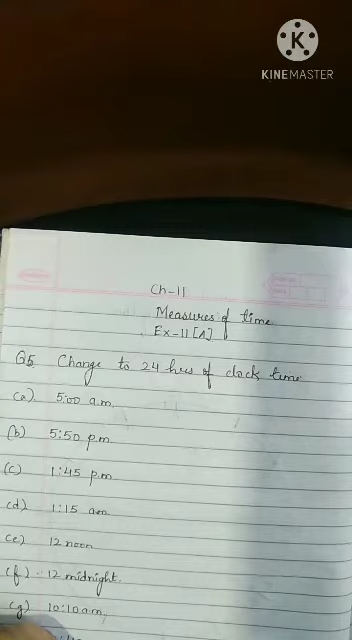 KINEMASTER
Ch-11
Measures of time
Ex-11[A]
Q5. Change to 24 hrs of clock time
(a) 5:00 a.m.
(b) 5:50 p.m.
(c) 1:45 p.m.
(d) 1:15 am
(e) 12 noon
(f) 12 midnight.
(g) 10:10 a.m.